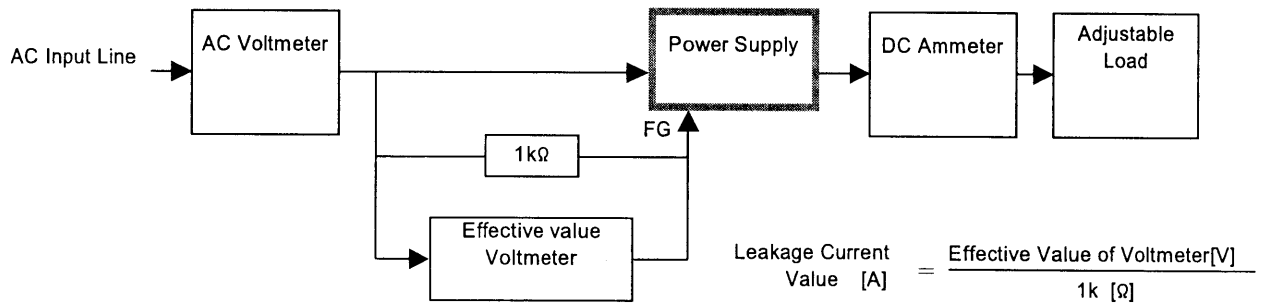 AC Input Line
AC Voltmeter
Power Supply
DC Ammeter
Adjustable
Load
FG
1kΩ
Effective value
Voltmeter
Leakage Current
Value [A]
=
Effective Value of Voltmeter[V]
1k [Ω]